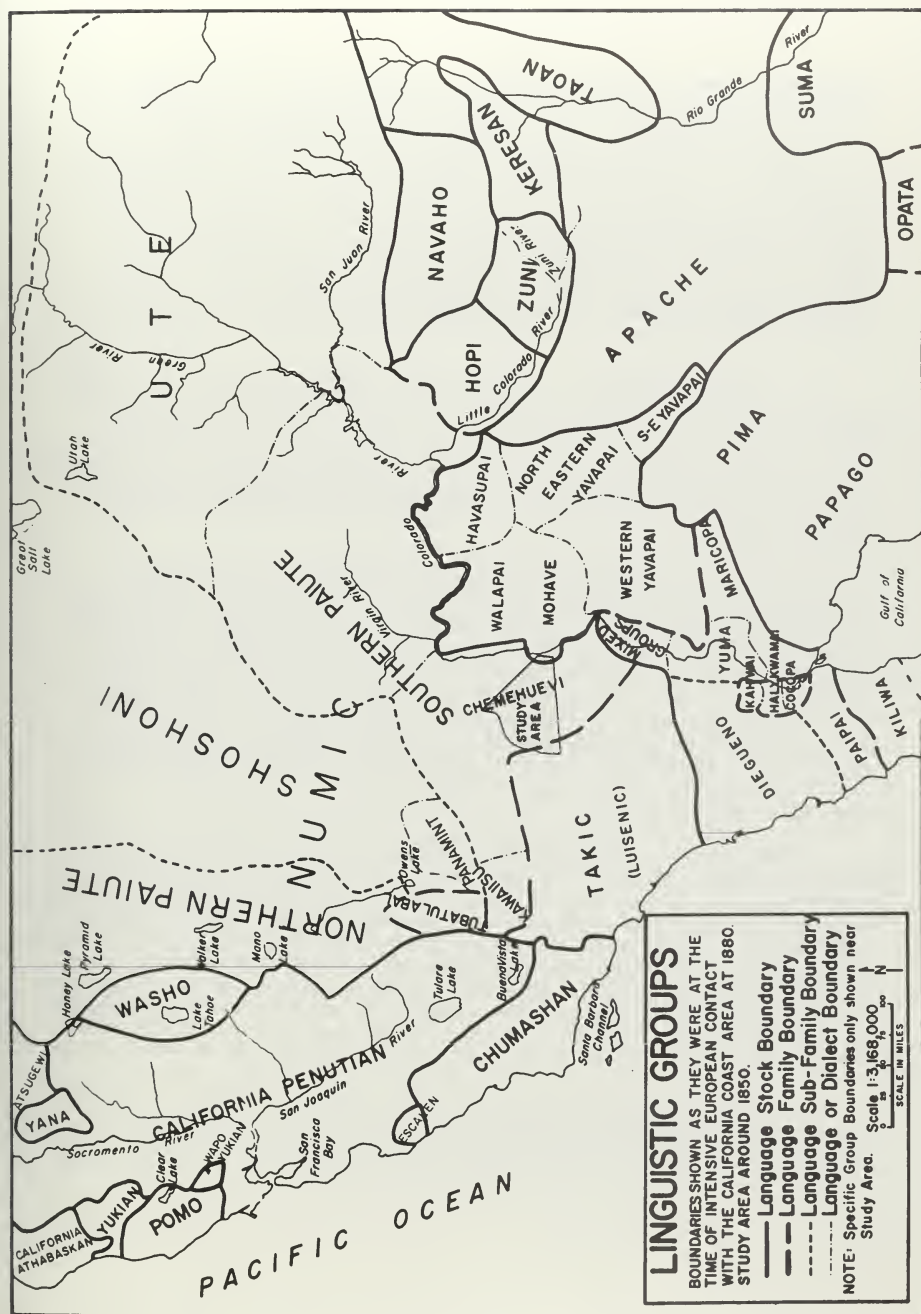 LINGUISTIC GROUPS
BOUNDARIES SHOWN AS THEY WERE AT THE
TIME OF INTENSIVE EUROPEAN CONTACT
WITH THE CALIFORNIA COAST AREA AT 1880.
STUDY AREA AROUND 1850.
Language Stock Boundary
Language Family Boundary
Language Sub-Family Boundary
Language or Dialect Boundary
NOTE: Specific Group Boundaries only shown near
Study Area.
Scale 1:3,168,000
0 25 50 75 100
SCALE IN MILES
N
PACIFIC OCEAN
CALIFORNIA
ATHABASKAN
YUKIAN
POMO
Clear
Lake
WAPO
YUKIAN
Sacramento River
YANA
ATSUGEWI
Honey Lake
Pyramid
Lake
WASHO
Lake
Tahoe
Walker
Lake
Mono
Lake
CALIFORNIA PENUTIAN
San Joaquin River
San
Francisco
Bay
ESCALEN
Tulare
Lake
Buena Vista
Lake
CHUMASHAN
Santa Barbara
Channel
NORTHERN PAIUTE
NUMIC
SHOSHONI
Owens
Lake
PANAMINT
TUBATULABAL
KAWAIISU
TAKIC
(LUISENIC)
SOUTHERN PAIUTE
Virgin River
CHEMEHUEVI
STUDY
AREA
Great
Salt
Lake
Utah
Lake
UTE
Green River
San Juan River
Colorado River
HAVASUPAI
WALAPAI
MOHAVE
NORTH
EASTERN
YAVAPAI
WESTERN
YAVAPAI
S-E YAVAPAI
MIXED
GROUPS
MARICOPA
YUMA
KAHWAI
HALYKWAMAI
COCOPA
DIEGUENO
PAIPAI
KILIWA
Gulf of
California
PIMA
PAPAGO
HOPI
Little Colorado River
NAVAHO
ZUNI
Zuni River
KERESAN
TAOAN
Rio Grande River
APACHE
SUMA
OPATA